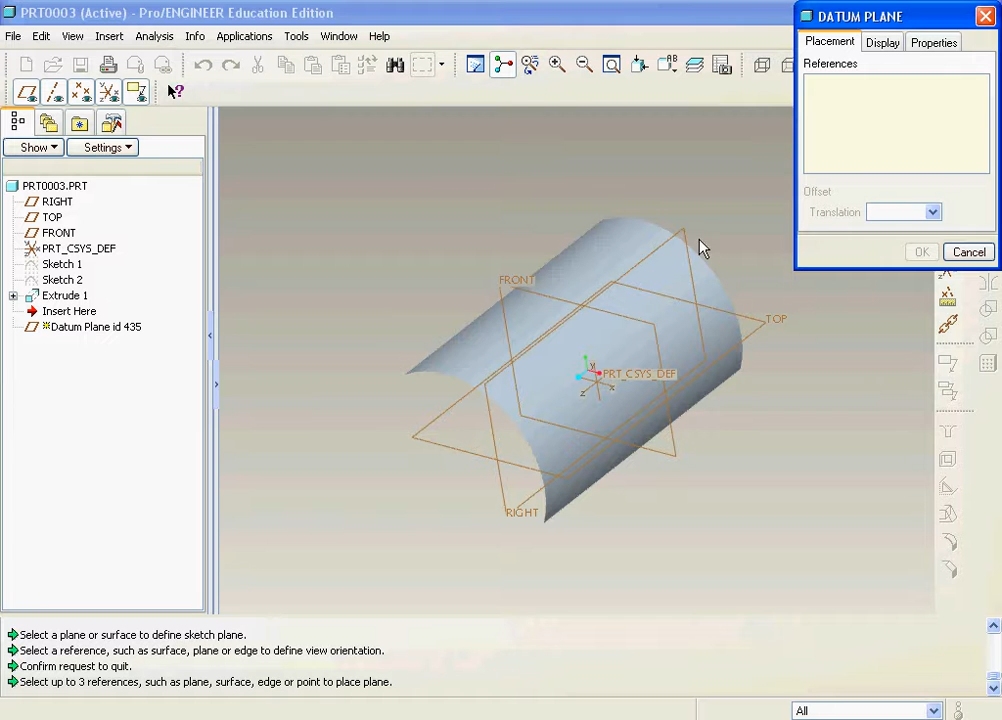 PRT0003 (Active) - Pro/ENGINEER Education Edition
File Edit View Insert Analysis Info Applications Tools Window Help
DATUM PLANE
Placement Display Properties
References
Offset
Translation
OK Cancel
Show Settings
PRT0003.PRT
RIGHT
TOP
FRONT
PRT_CSYS_DEF
Sketch 1
Sketch 2
Extrude 1
Insert Here
Datum Plane id 435
FRONT
TOP
y
PRT_CSYS_DEF
z x
RIGHT
Select a plane or surface to define sketch plane.
Select a reference, such as surface, plane or edge to define view orientation.
Confirm request to quit.
Select up to 3 references, such as plane, surface, edge or point to place plane.
All